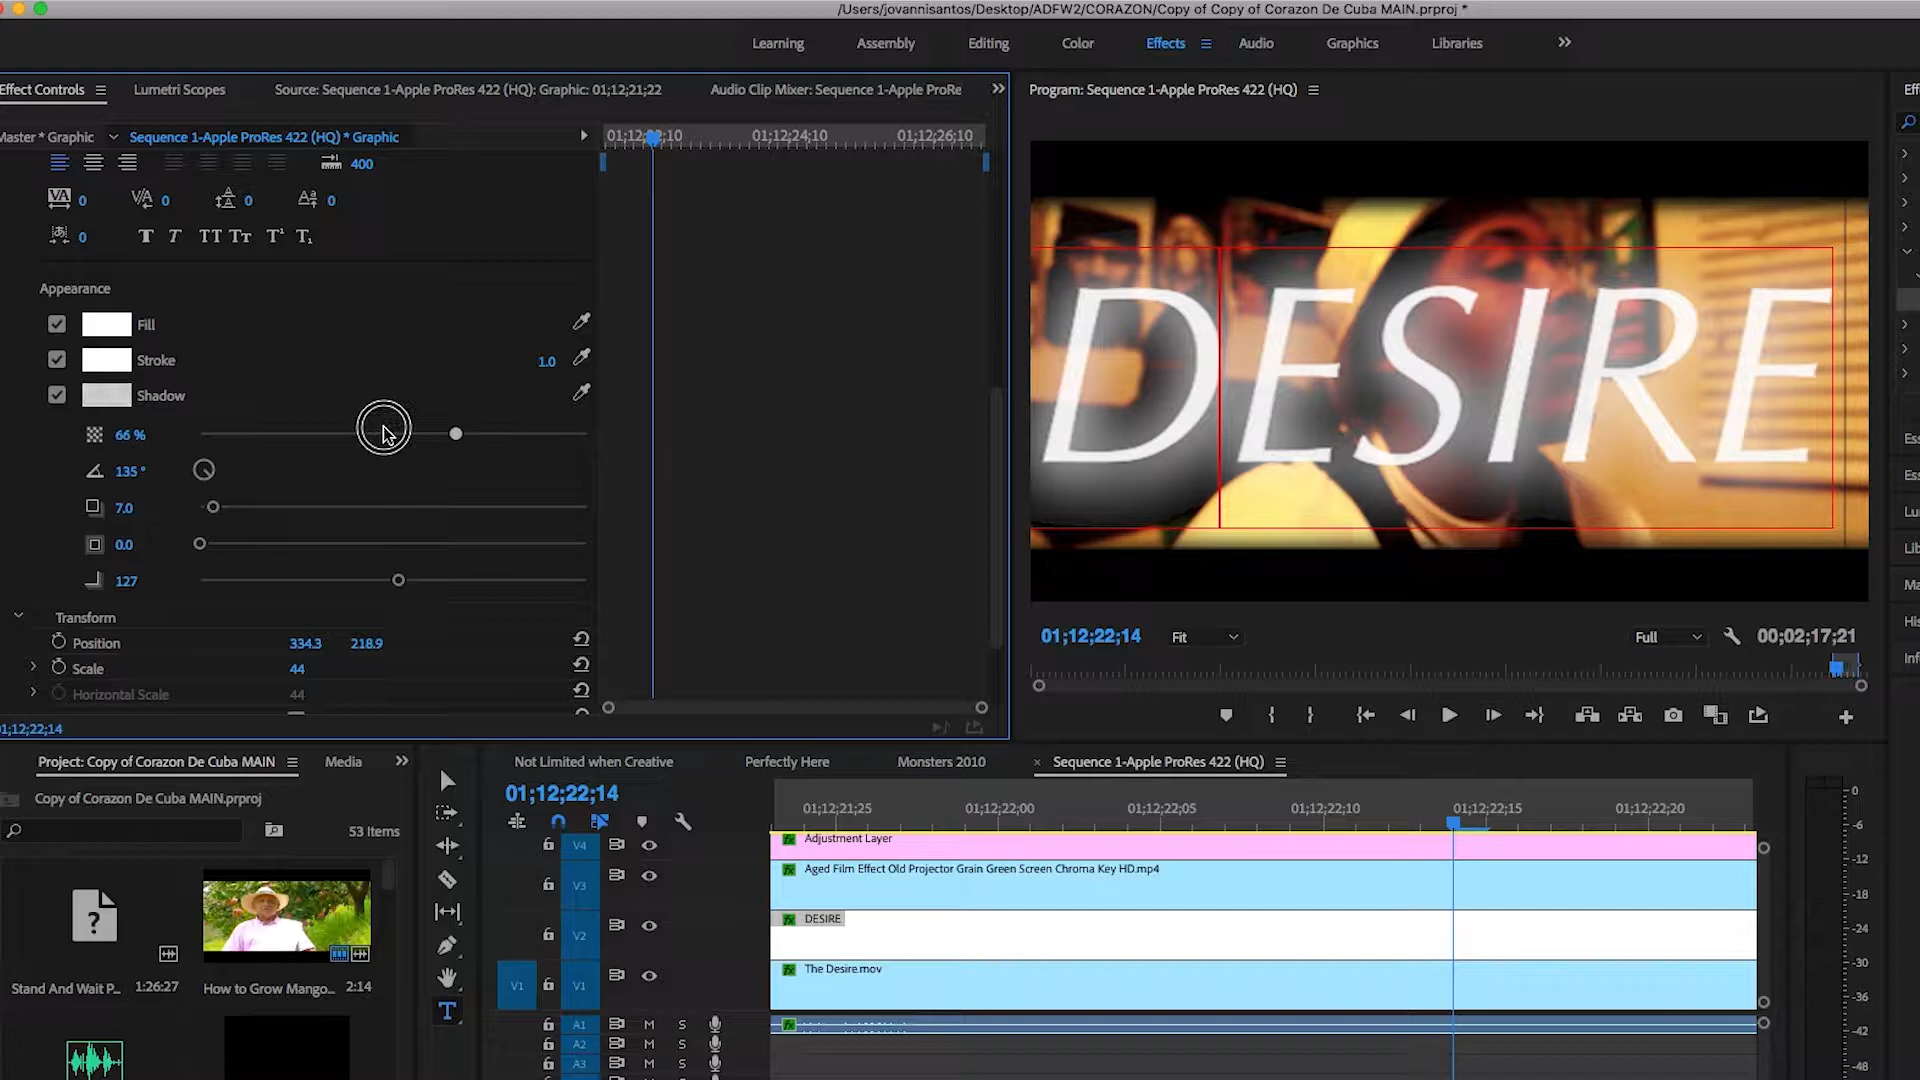 /Users/jovannisantos/Desktop/ADFW2/CORAZON/Copy of Copy of Corazon De Cuba MAIN.prproj *
Learning Assembly Editing Color Effects Audio Graphics Libraries
Effect Controls Lumetri Scopes Source: Sequence 1-Apple ProRes 422 (HQ): Graphic: 01;12;21;22 Audio Clip Mixer: Sequence 1-Apple ProRe
Program: Sequence 1-Apple ProRes 422 (HQ)
Master * Graphic Sequence 1-Apple ProRes 422 (HQ) * Graphic
01;12;24;10 01;12;26;10
400
0 0 0 0
0
Appearance
Fill
Stroke 1.0
Shadow
66 %
135 °
7.0
0.0
127
Transform
Position 334.3 218.9
Scale 44
Horizontal Scale 44
1;12;22;14
DESIRE
01;12;22;14 Fit Full 00;02;17;21
Project: Copy of Corazon De Cuba MAIN Media
Copy of Corazon De Cuba MAIN.prproj
53 Items
Stand And Wait P... 1:26:27
How to Grow Mango... 2:14
Not Limited when Creative Perfectly Here Monsters 2010 × Sequence 1-Apple ProRes 422 (HQ)
01;12;22;14
01;12;21;25 01;12;22;00 01;12;22;05 01;12;22;10 01;12;22;15 01;12;22;20
V4 Adjustment Layer
V3 Aged Film Effect Old Projector Grain Green Screen Chroma Key HD.mp4
V2 DESIRE
V1 V1 The Desire.mov
A1 M S
A2 M S
A3 M S
0
-6
-12
-18
-24
-30
-36
-42
-48